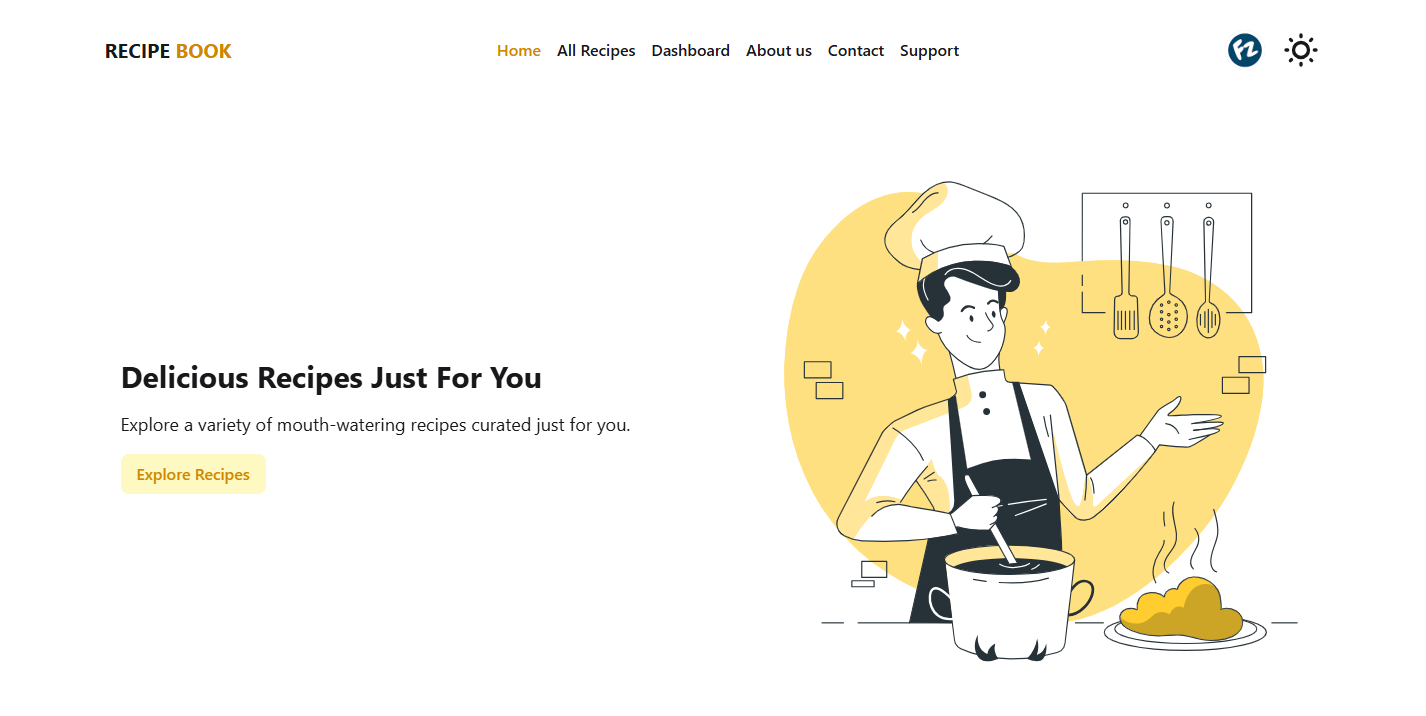 RECIPE BOOK
Home All Recipes Dashboard About us Contact Support
FZ
Delicious Recipes Just For You
Explore a variety of mouth-watering recipes curated just for you.
Explore Recipes